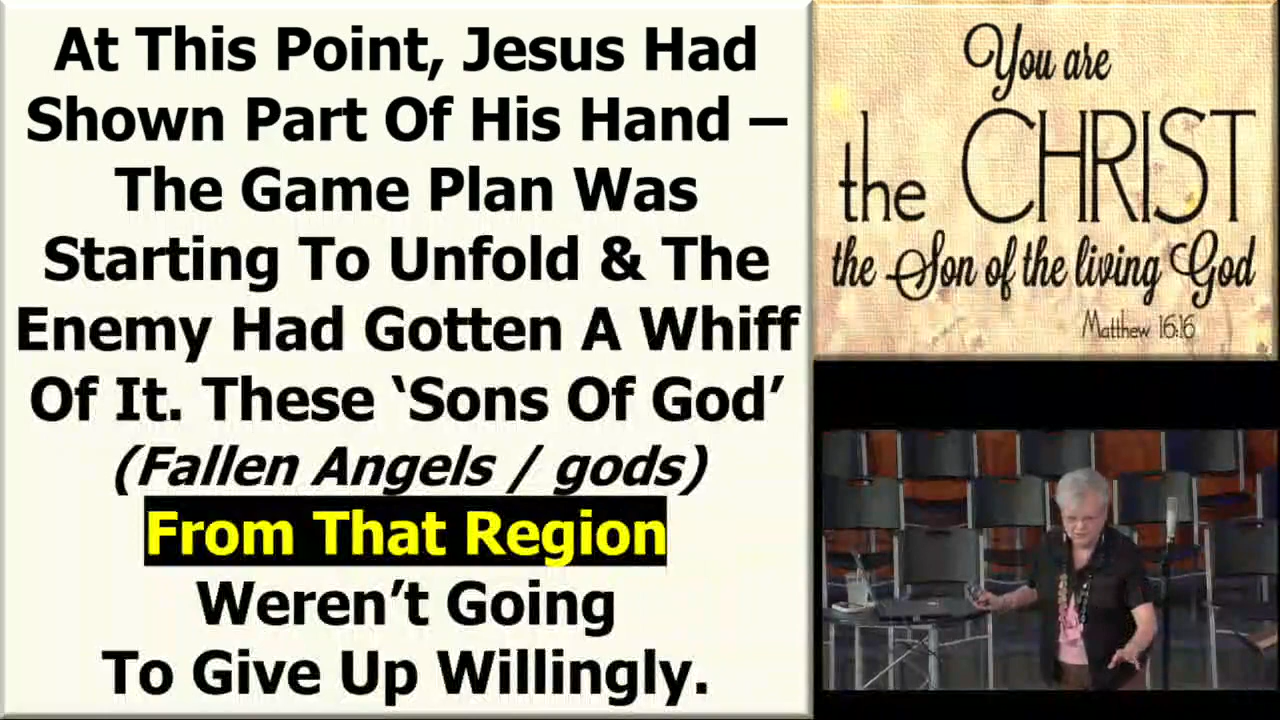 At This Point, Jesus Had
Shown Part Of His Hand –
The Game Plan Was
Starting To Unfold & The
Enemy Had Gotten A Whiff
Of It. These ‘Sons Of God’
(Fallen Angels / gods)
From That Region
Weren’t Going
To Give Up Willingly.
You are
the CHRIST
the Son of the living God
Matthew 16:16